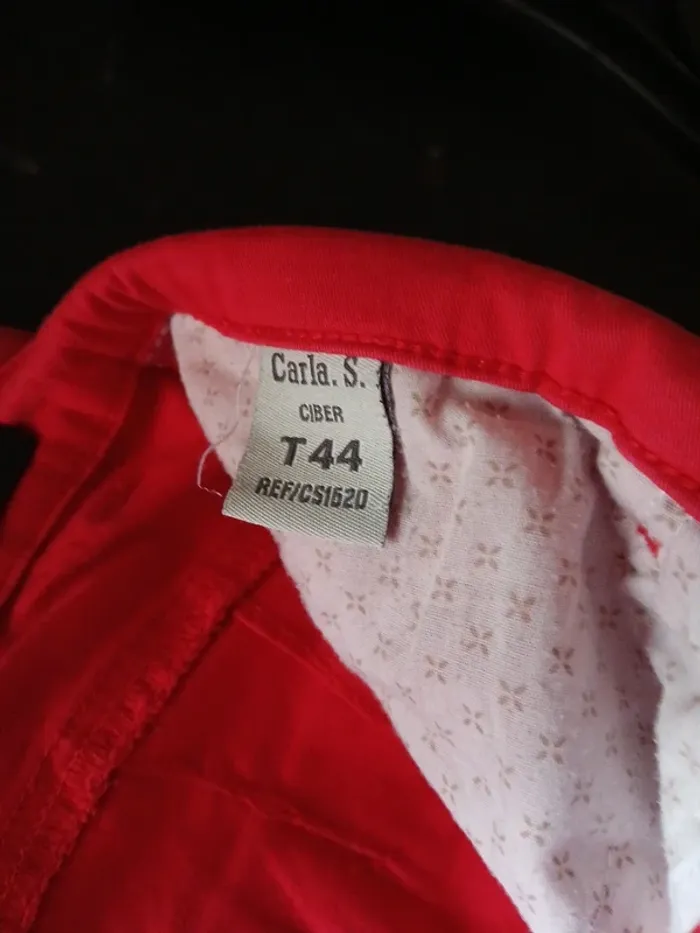 Carla. S.
CIBER
T44
REF/CS1620